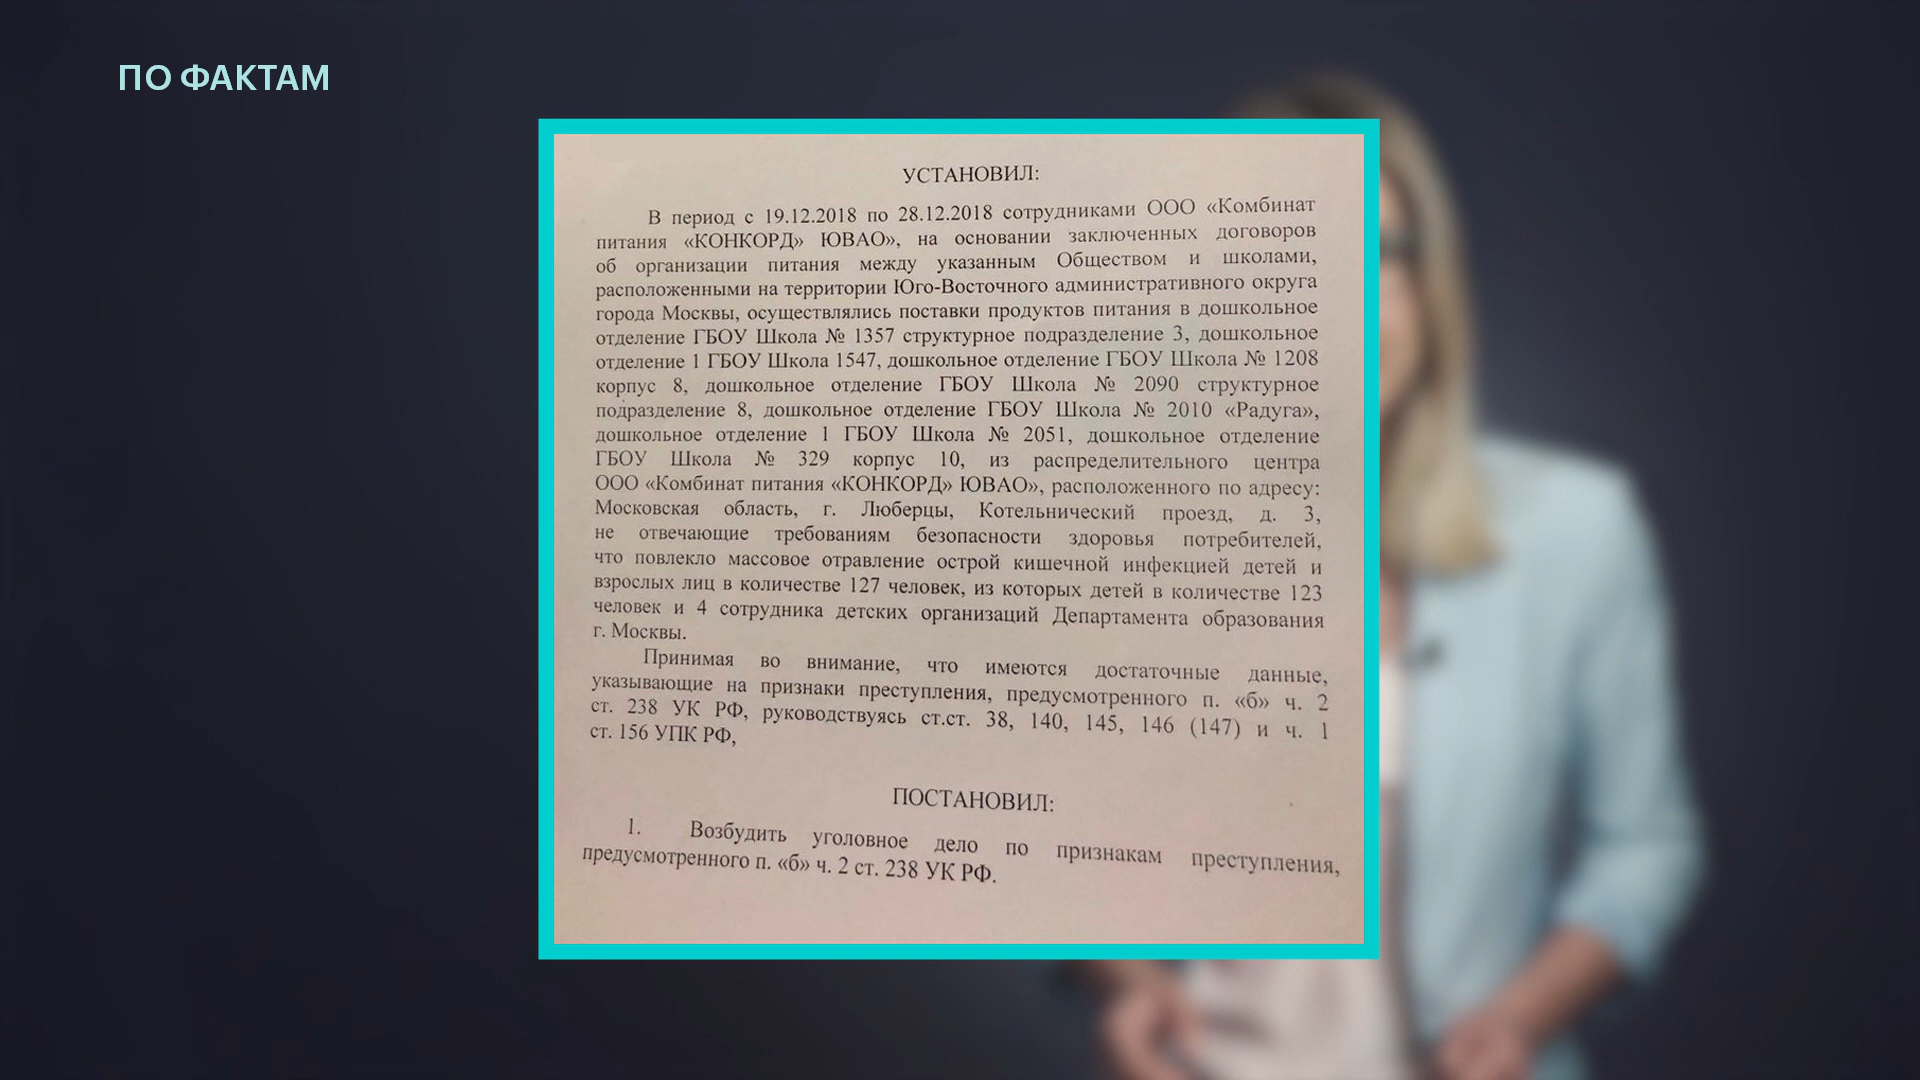 ПО ФАКТАМ
УСТАНОВИЛ:
В период с 19.12.2018 по 28.12.2018 сотрудниками ООО «Комбинат
питания «КОНКОРД» ЮВАО», на основании заключенных договоров
об организации питания между указанным Обществом и школами,
расположенными на территории Юго-Восточного административного округа
города Москвы, осуществлялись поставки продуктов питания в дошкольное
отделение ГБОУ Школа № 1357 структурное подразделение 3, дошкольное
отделение 1 ГБОУ Школа 1547, дошкольное отделение ГБОУ Школа № 1208
корпус 8, дошкольное отделение ГБОУ Школа № 2090 структурное
подразделение 8, дошкольное отделение ГБОУ Школа № 2010 «Радуга»,
дошкольное отделение 1 ГБОУ Школа № 2051, дошкольное отделение
ГБОУ Школа № 329 корпус 10, из распределительного центра
ООО «Комбинат питания «КОНКОРД» ЮВАО», расположенного по адресу:
Московская область, г. Люберцы, Котельнический проезд, д. 3,
не отвечающие требованиям безопасности здоровья потребителей,
что повлекло массовое отравление острой кишечной инфекцией детей и
взрослых лиц в количестве 127 человек, из которых детей в количестве 123
человек и 4 сотрудника детских организаций Департамента образования
г. Москвы.
Принимая во внимание, что имеются достаточные данные,
указывающие на признаки преступления, предусмотренного п. «б» ч. 2
ст. 238 УК РФ, руководствуясь ст.ст. 38, 140, 145, 146 (147) и ч. 1
ст. 156 УПК РФ,
ПОСТАНОВИЛ:
1. Возбудить уголовное дело по признакам преступления,
предусмотренного п. «б» ч. 2 ст. 238 УК РФ.